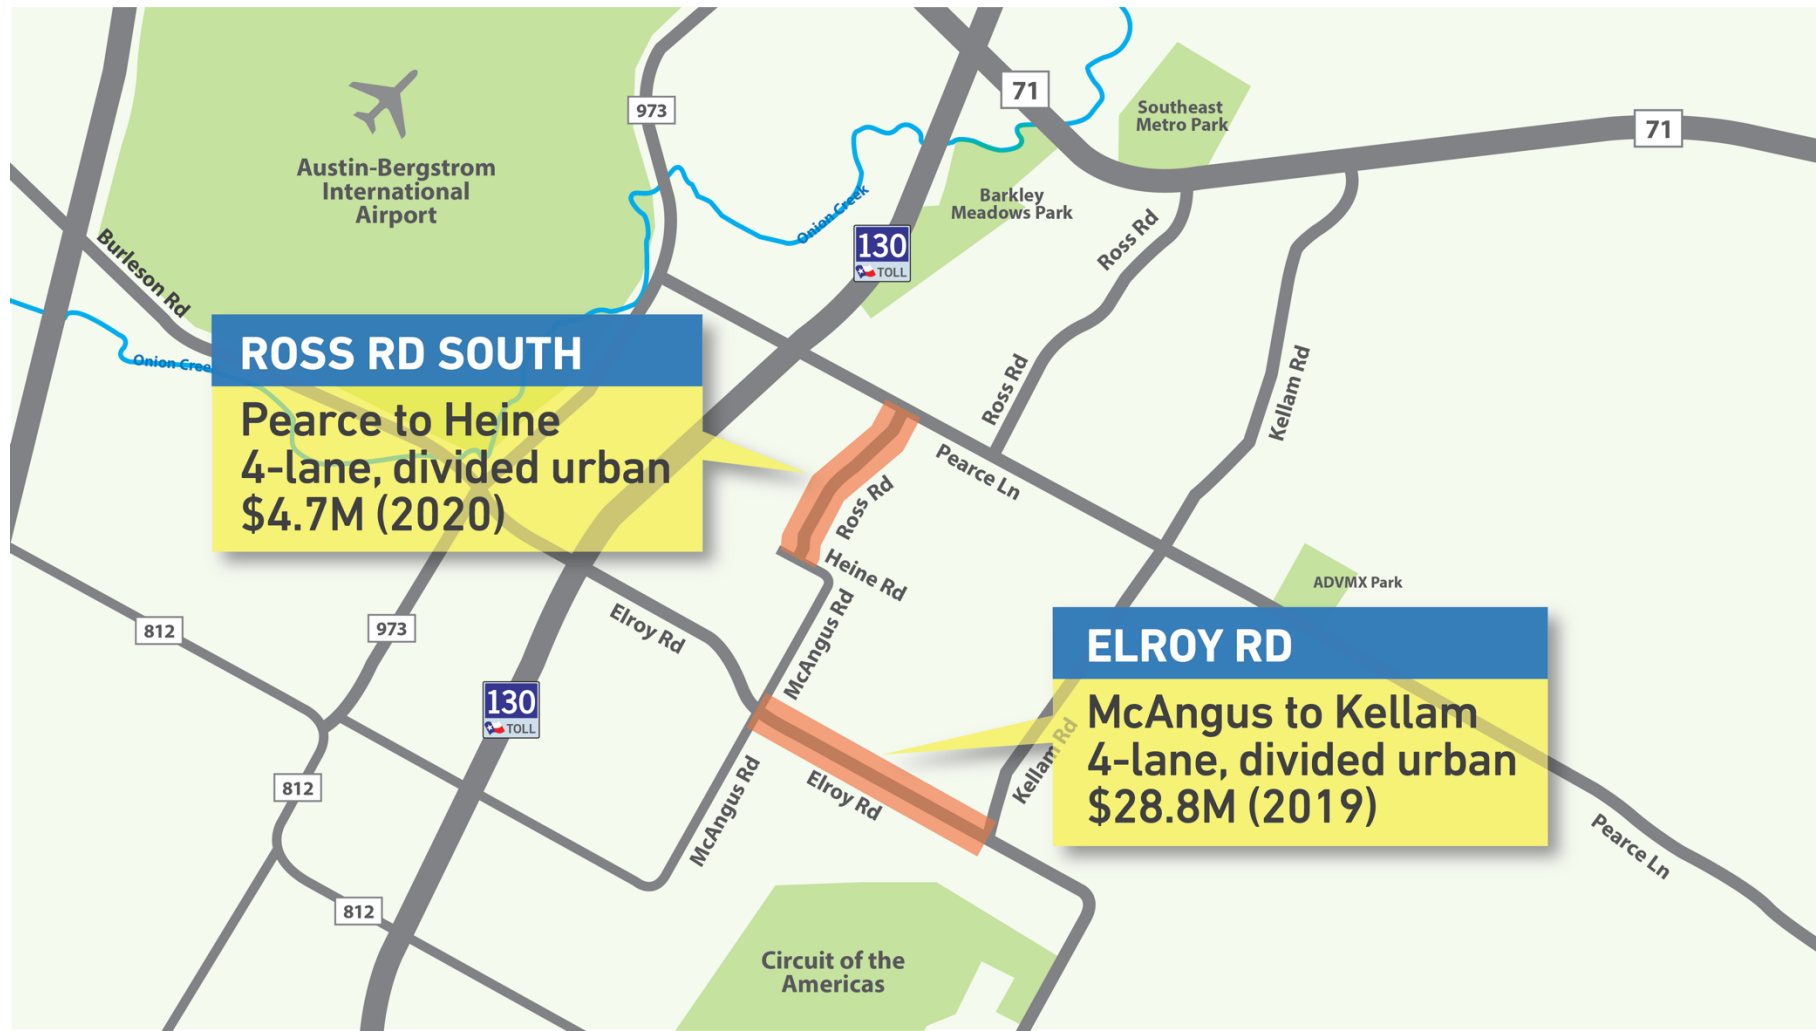 71
Southeast
Metro Park
973
71
Austin-Bergstrom
International
Airport
Barkley
Meadows Park
Onion Creek
130
TOLL
Ross Rd
Burleson Rd
Onion Cree
ROSS RD SOUTH
Pearce to Heine
4-lane, divided urban
$4.7M (2020)
Ross Rd
Kellam Rd
Pearce Ln
Ross Rd
Heine Rd
ADVMX Park
812
973
Elroy Rd
McAngus Rd
ELROY RD
McAngus to Kellam
4-lane, divided urban
$28.8M (2019)
130
TOLL
Kellam Rd
812
McAngus Rd
Elroy Rd
Pearce Ln
812
Circuit of the
Americas